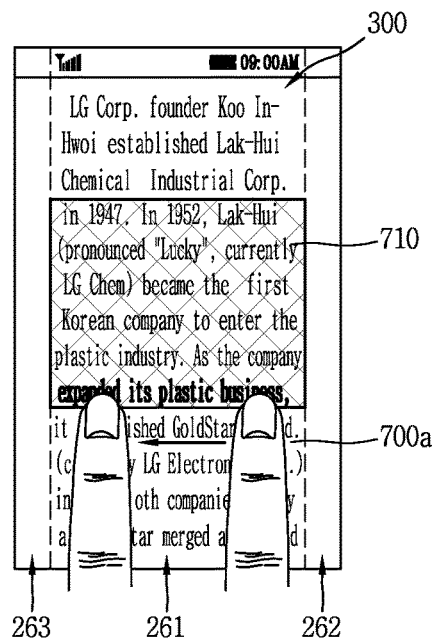 300
09:00AM
LG Corp. founder Koo In-
Hwoi established Lak-Hui
Chemical Industrial Corp.
in 1947. In 1952, Lak-Hui
(pronounced "Lucky", currently
710
LG Chem) became the first
Korean company to enter the
plastic industry. As the company
expanded its plastic business,
it ished GoldStar d.
700a
(c y LG Electron .)
in oth companie y
a tar merged a d
263 261 262